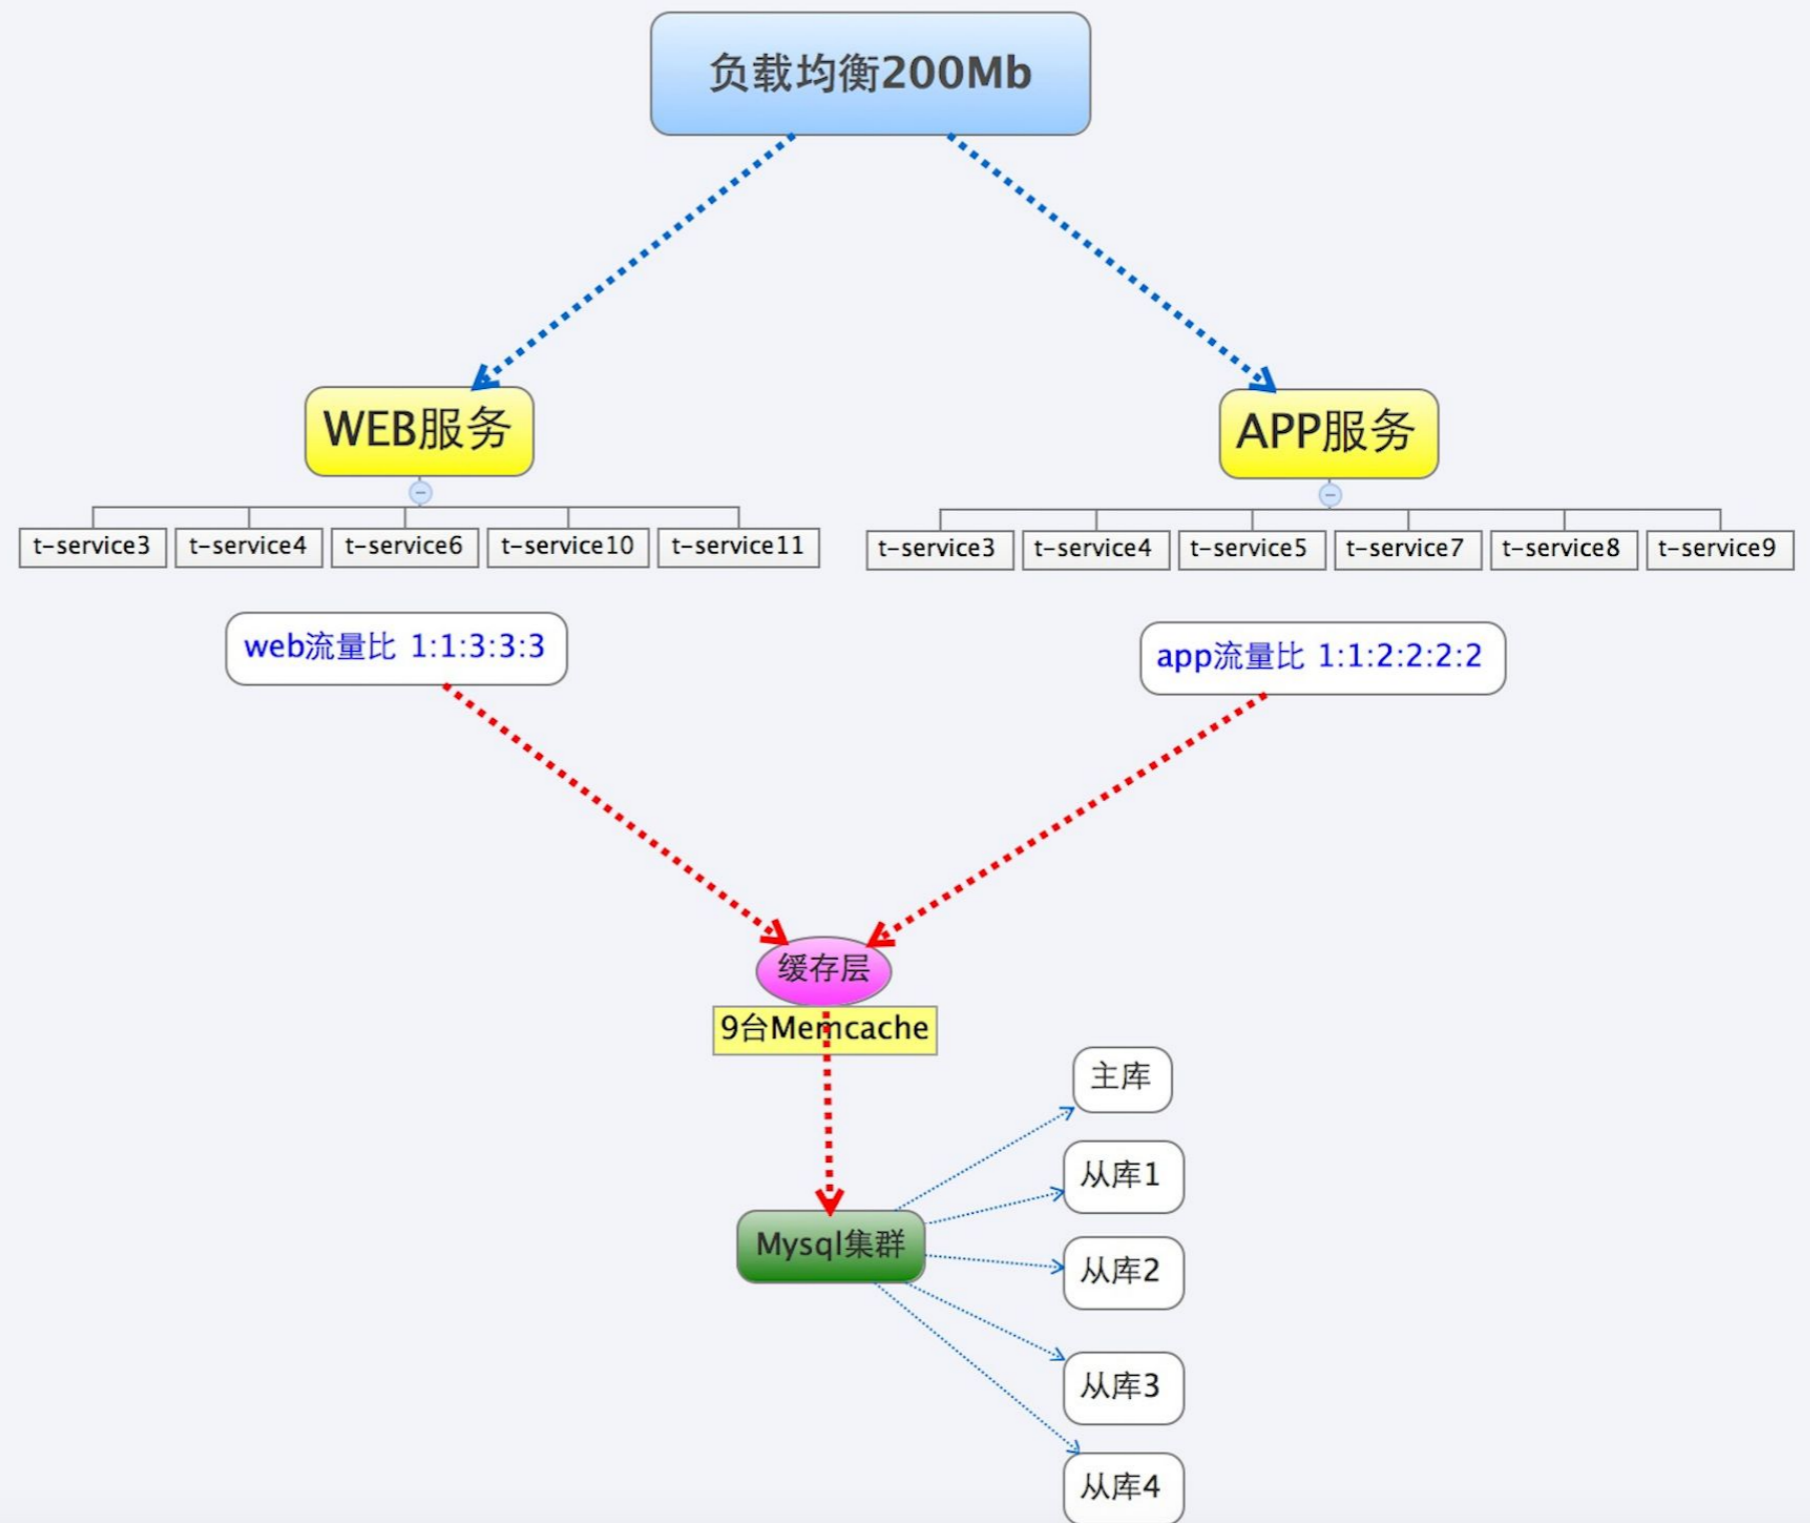 负载均衡200Mb
WEB服务
APP服务
t-service3
t-service4
t-service6
t-service10
t-service11
t-service3
t-service4
t-service5
t-service7
t-service8
t-service9
web流量比 1:1:3:3:3
app流量比 1:1:2:2:2:2
缓存层
9台Memcache
主库
从库1
Mysql集群
从库2
从库3
从库4